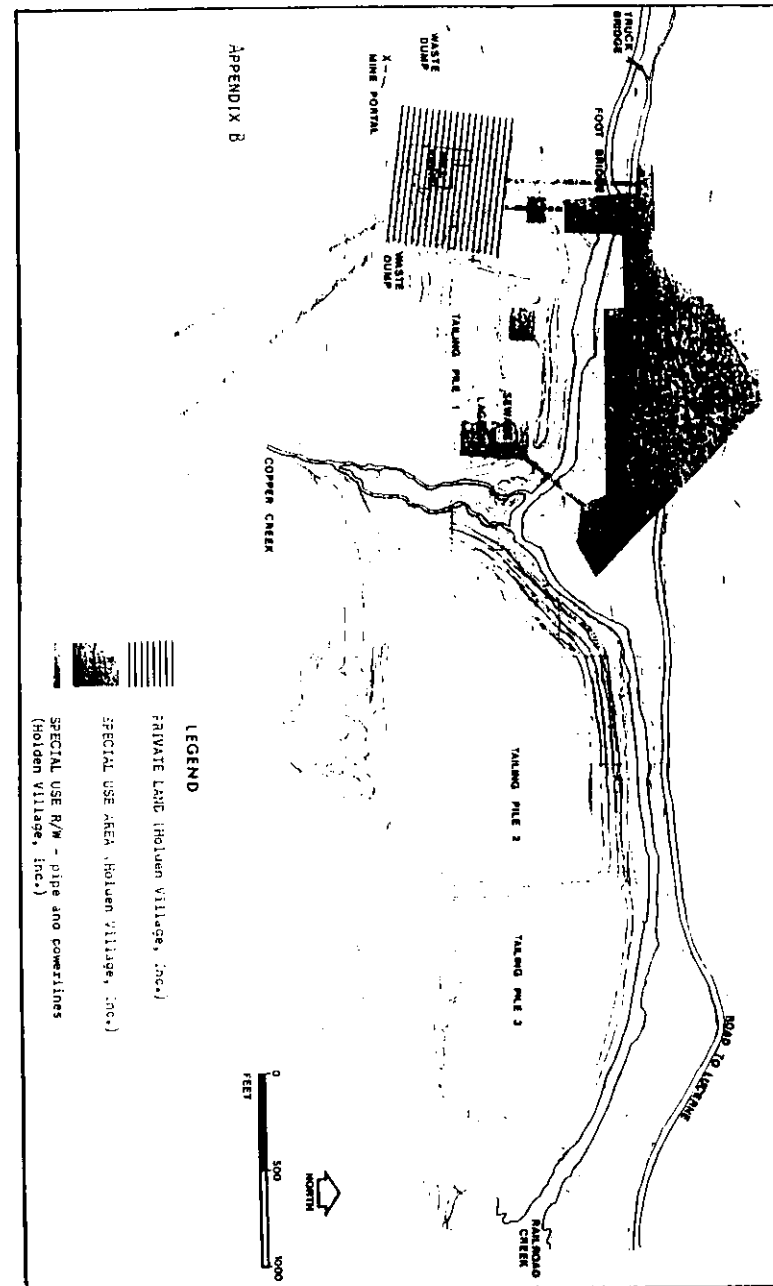 TRUCK
BRIDGE
FOOT BRIDGE
WASTE
DUMP
X
MINE PORTAL
WASTE
DUMP
TAILING PILE 1
SEWAGE
COPPER CREEK
TAILING PILE 2
TAILING PILE 3
ROAD TO LUCERNE
RAILROAD
CREEK
APPENDIX B
LEGEND
PRIVATE LAND (Holden Village, Inc.)
SPECIAL USE AREA (Holden Village, Inc.)
SPECIAL USE R/W - pipe and powerlines
(Holden Village, Inc.)
0
500
1000
FEET
NORTH